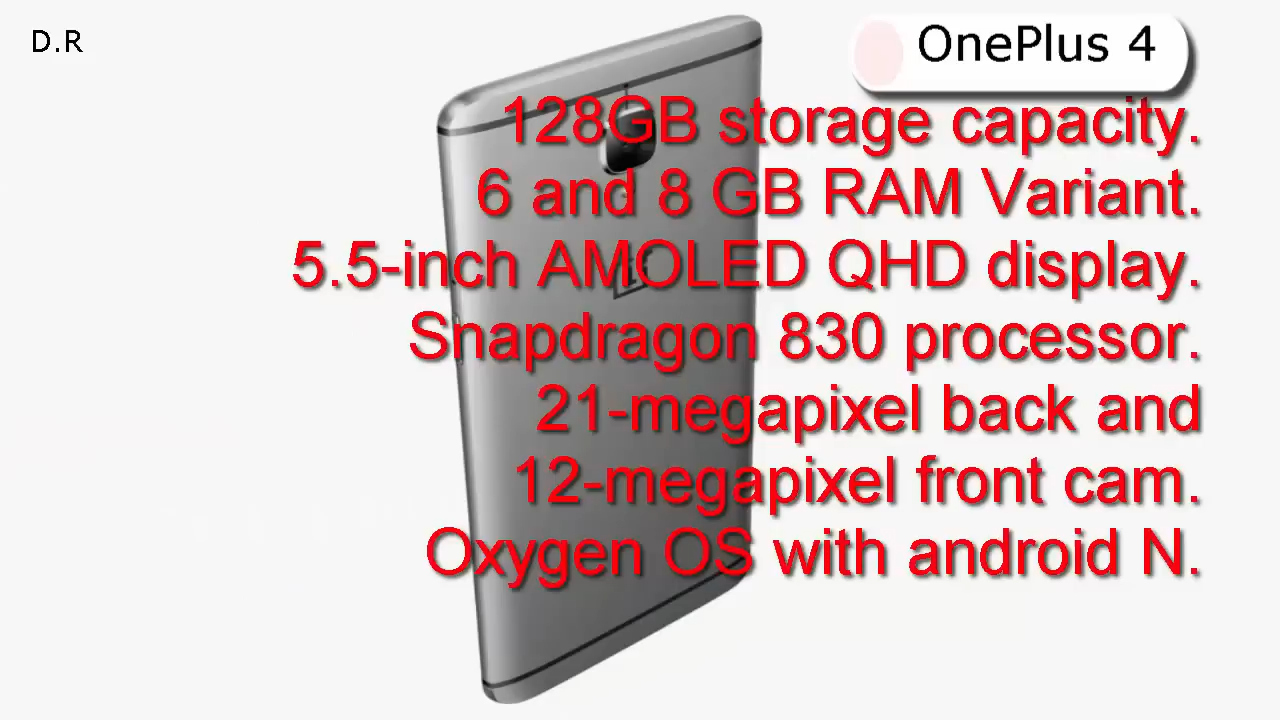 D.R
OnePlus 4
128GB storage capacity.
6 and 8 GB RAM Variant.
5.5-inch AMOLED QHD display.
Snapdragon 830 processor.
21-megapixel back and
12-megapixel front cam.
Oxygen OS with android N.